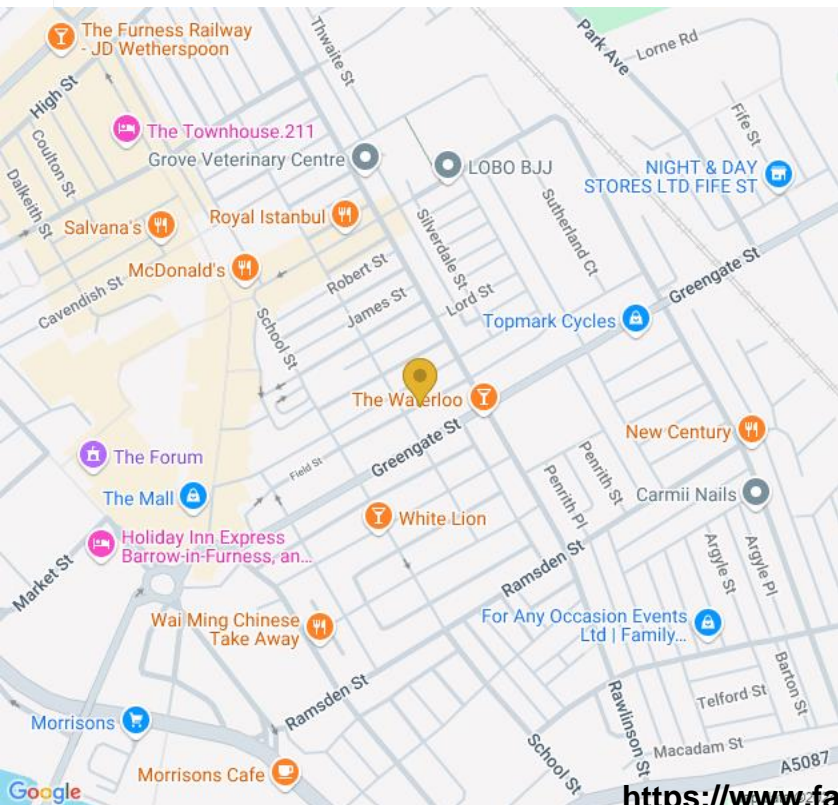 The Furness Railway
- JD Wetherspoon
Thwaite St
Park Ave
Lorne Rd
High St
Fife St
The Townhouse.211
Coulton St
Grove Veterinary Centre
LOBO BJJ
NIGHT & DAY
STORES LTD FIFE ST
Dalkeith St
Salvana's
Royal Istanbul
Silverdale St
Sutherland Ct
McDonald's
Robert St
Greengate St
Cavendish St
James St
Lord St
School St
Topmark Cycles
The Waterloo
New Century
Greengate St
The Forum
Field St
Penrith St
Penrith Pl
The Mall
Carmii Nails
White Lion
Holiday Inn Express
Barrow-in-Furness, an...
Argyle St
Argyle Pl
Market St
Ramsden St
Wai Ming Chinese
Take Away
For Any Occasion Events
Ltd | Family...
Ramsden St
Barton St
Rawlinson St
Telford St
Morrisons
School St
Macadam St
A5087
Morrisons Cafe
Google
https://www.fa